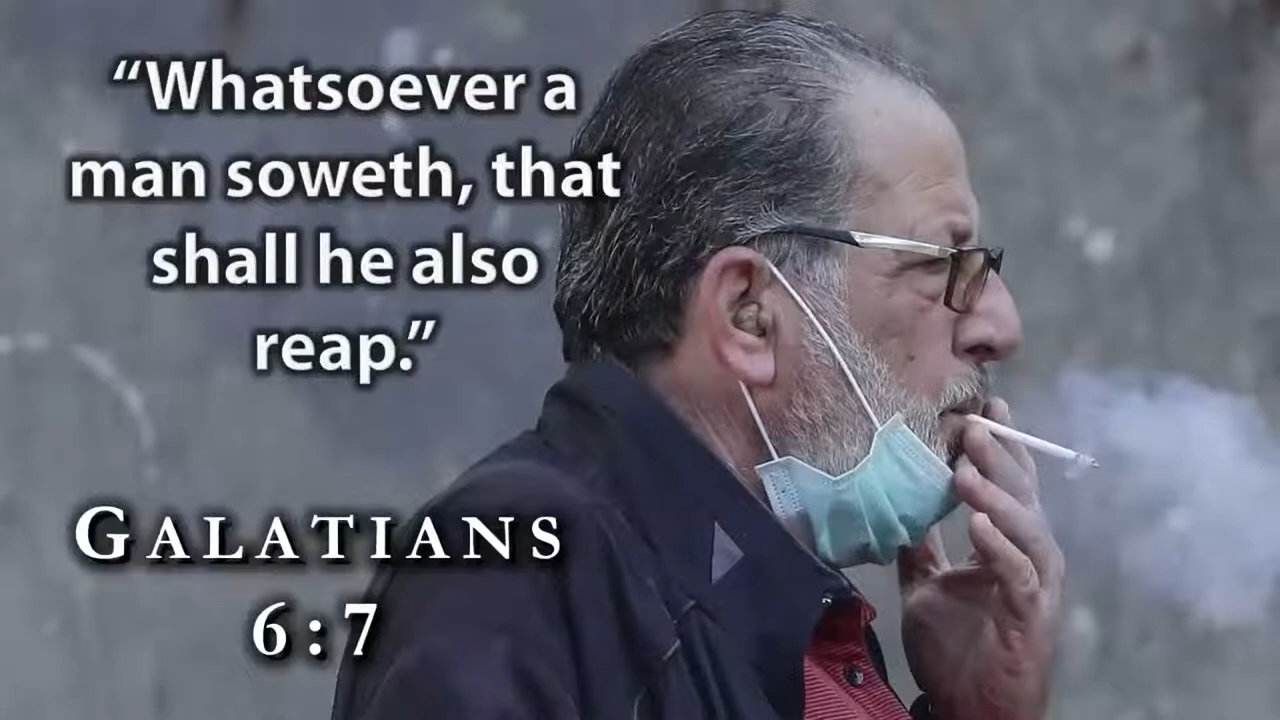 “Whatsoever a
man soweth, that
shall he also
reap.”
GALATIANS
6:7